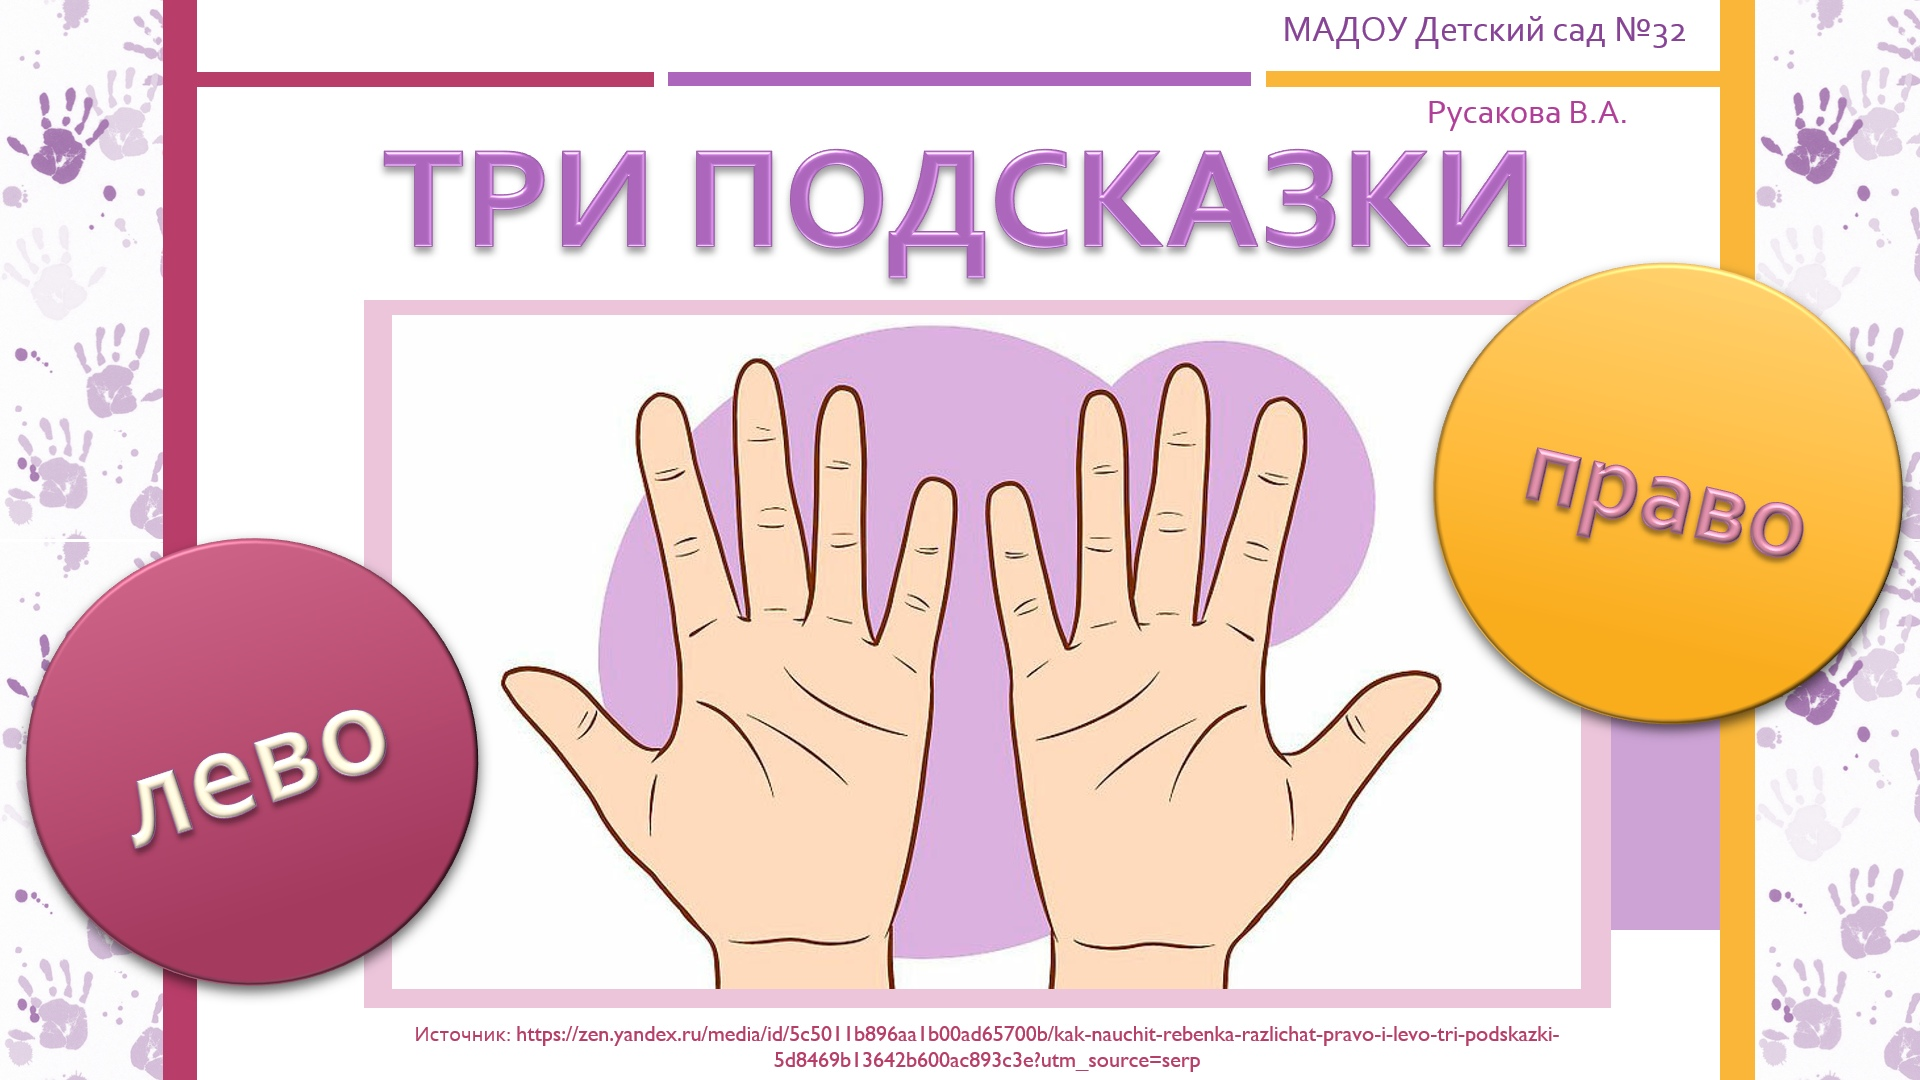 МАДОУ Детский сад №32
Русакова В.А.
ТРИ ПОДСКАЗКИ
право
лево
Источник: https://zen.yandex.ru/media/id/5c5011b896aa1b00ad65700b/kak-nauchit-rebenka-razlichat-pravo-i-levo-tri-podskazki-
5d8469b13642b600ac893c3e?utm_source=serp